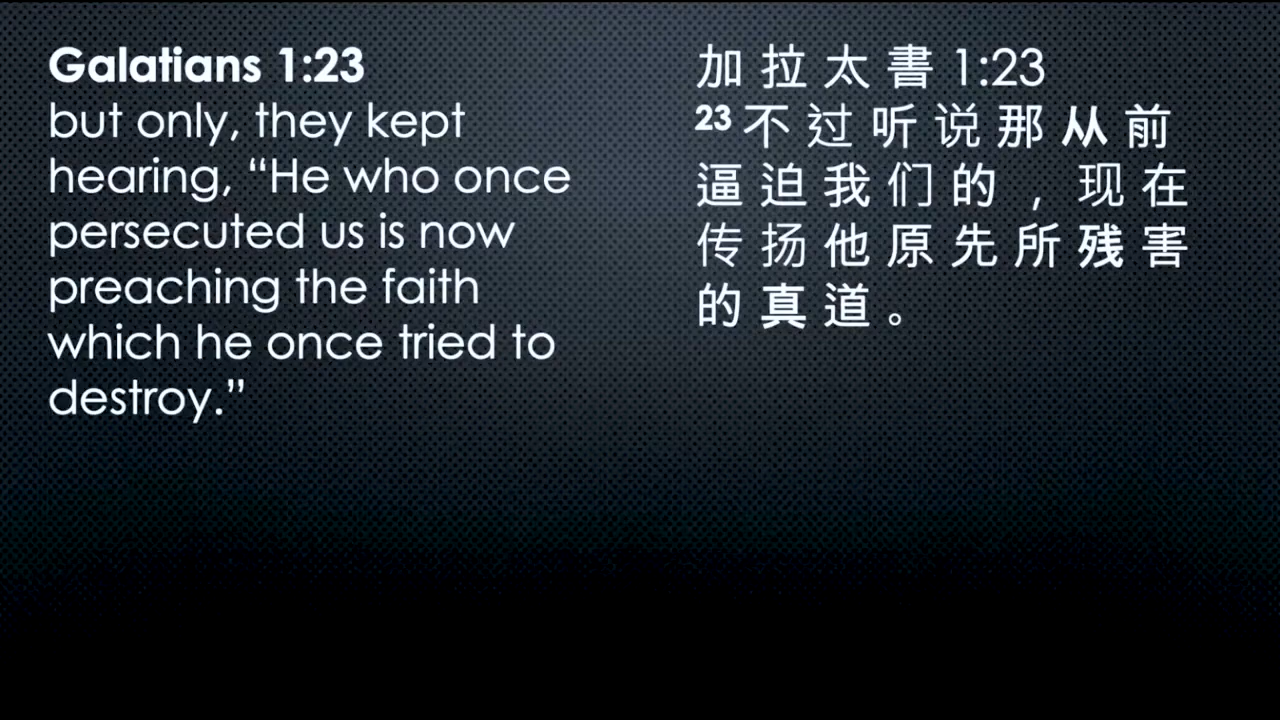 Galatians 1:23
but only, they kept
hearing, “He who once
persecuted us is now
preaching the faith
which he once tried to
destroy.”
加拉太書 1:23
23 不过听说那从前
逼迫我们的，现在
传扬他原先所残害
的真道。